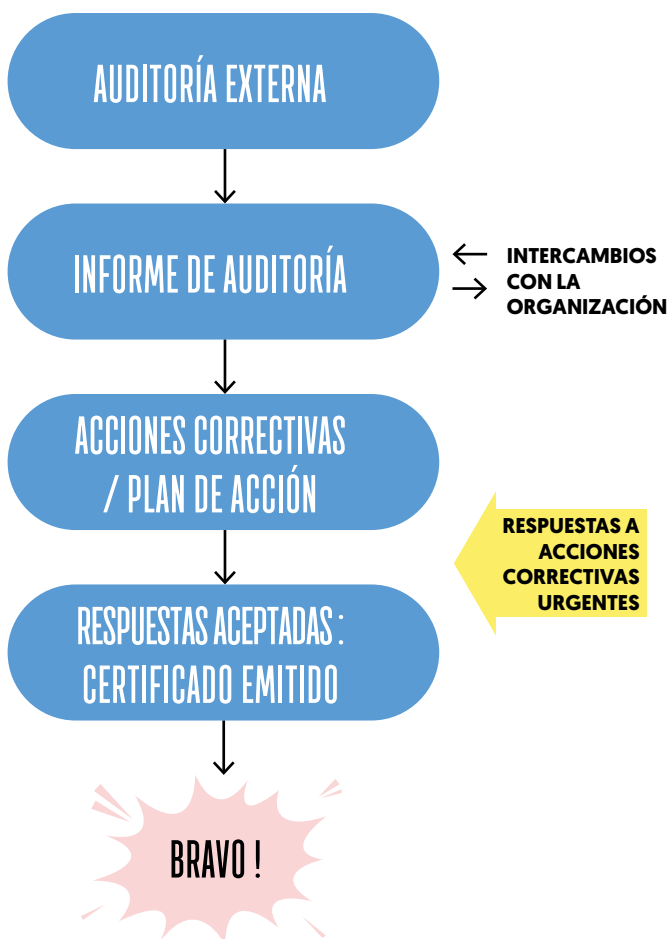 AUDITORÍA EXTERNA
INFORME DE AUDITORÍA
INTERCAMBIOS
CON LA
ORGANIZACIÓN
ACCIONES CORRECTIVAS
/ PLAN DE ACCIÓN
RESPUESTAS A
ACCIONES
CORRECTIVAS
URGENTES
RESPUESTAS ACEPTADAS :
CERTIFICADO EMITIDO
BRAVO !